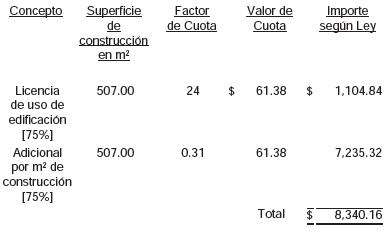 Concepto Superficie de construcción en m² Factor de Cuota Valor de Cuota Importe según Ley
Licencia de uso de edificación [75%] 507.00 24 $ 61.38 $ 1,104.84
Adicional por m² de construcción [75%] 507.00 0.31 61.38 7,235.32
Total $ 8,340.16